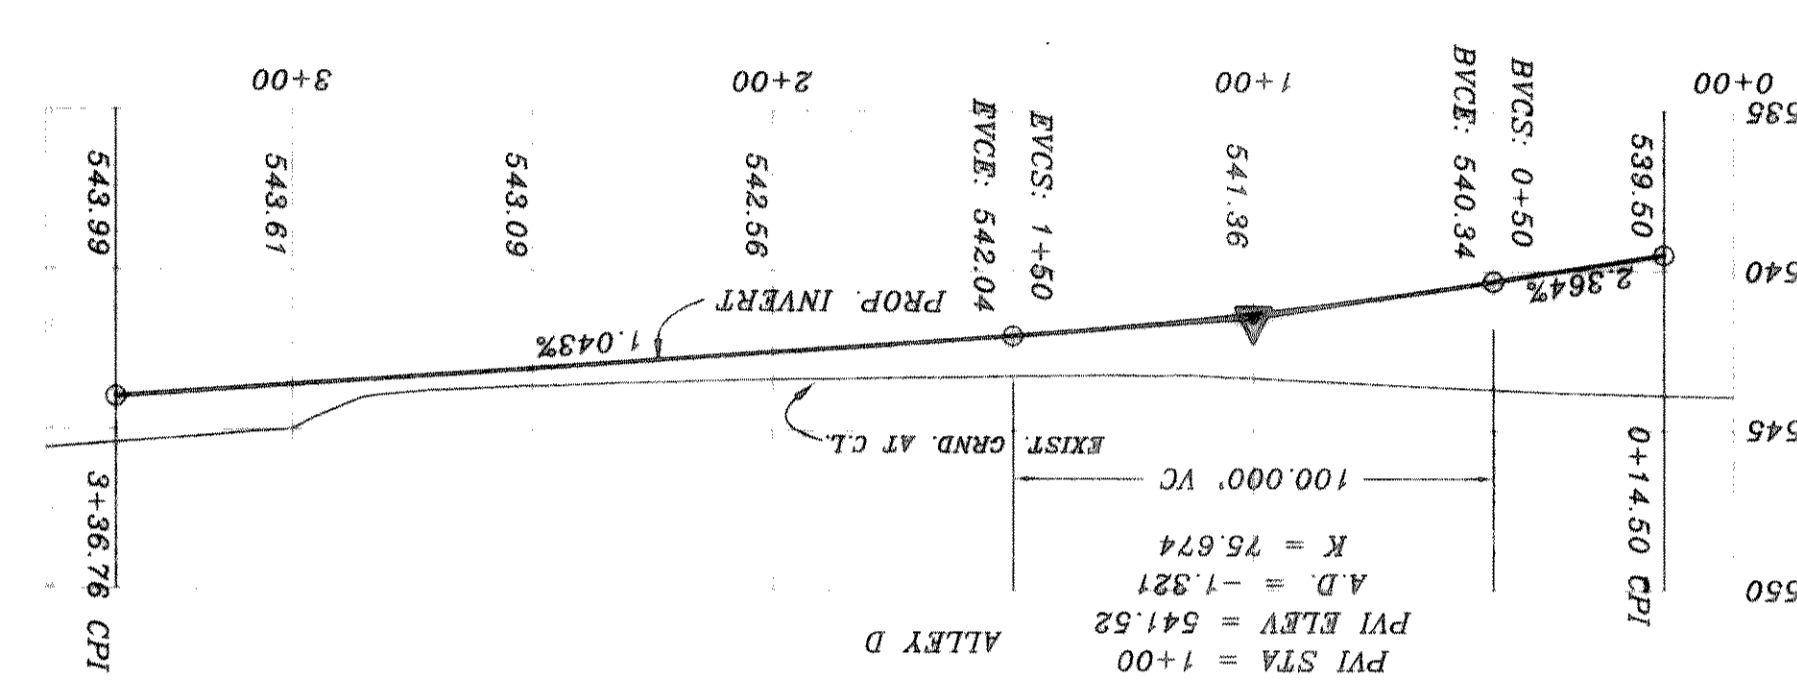 PVI STA = 1+00
PVI ELEV = 541.52
A.D. = -1.321
K = 75.674
100.000' VC
ALLEY D
0+14.50 CPI
3+36.76 CPI
550
545
540
535
EXIST. GRND. AT C.L.
PROP. INVERT
2.364%
1.043%
539.50
BVCS: 0+50
BVCE: 540.34
541.36
EVCS: 1+50
EVCE: 542.04
542.56
543.09
543.61
543.99
0+00
1+00
2+00
3+00